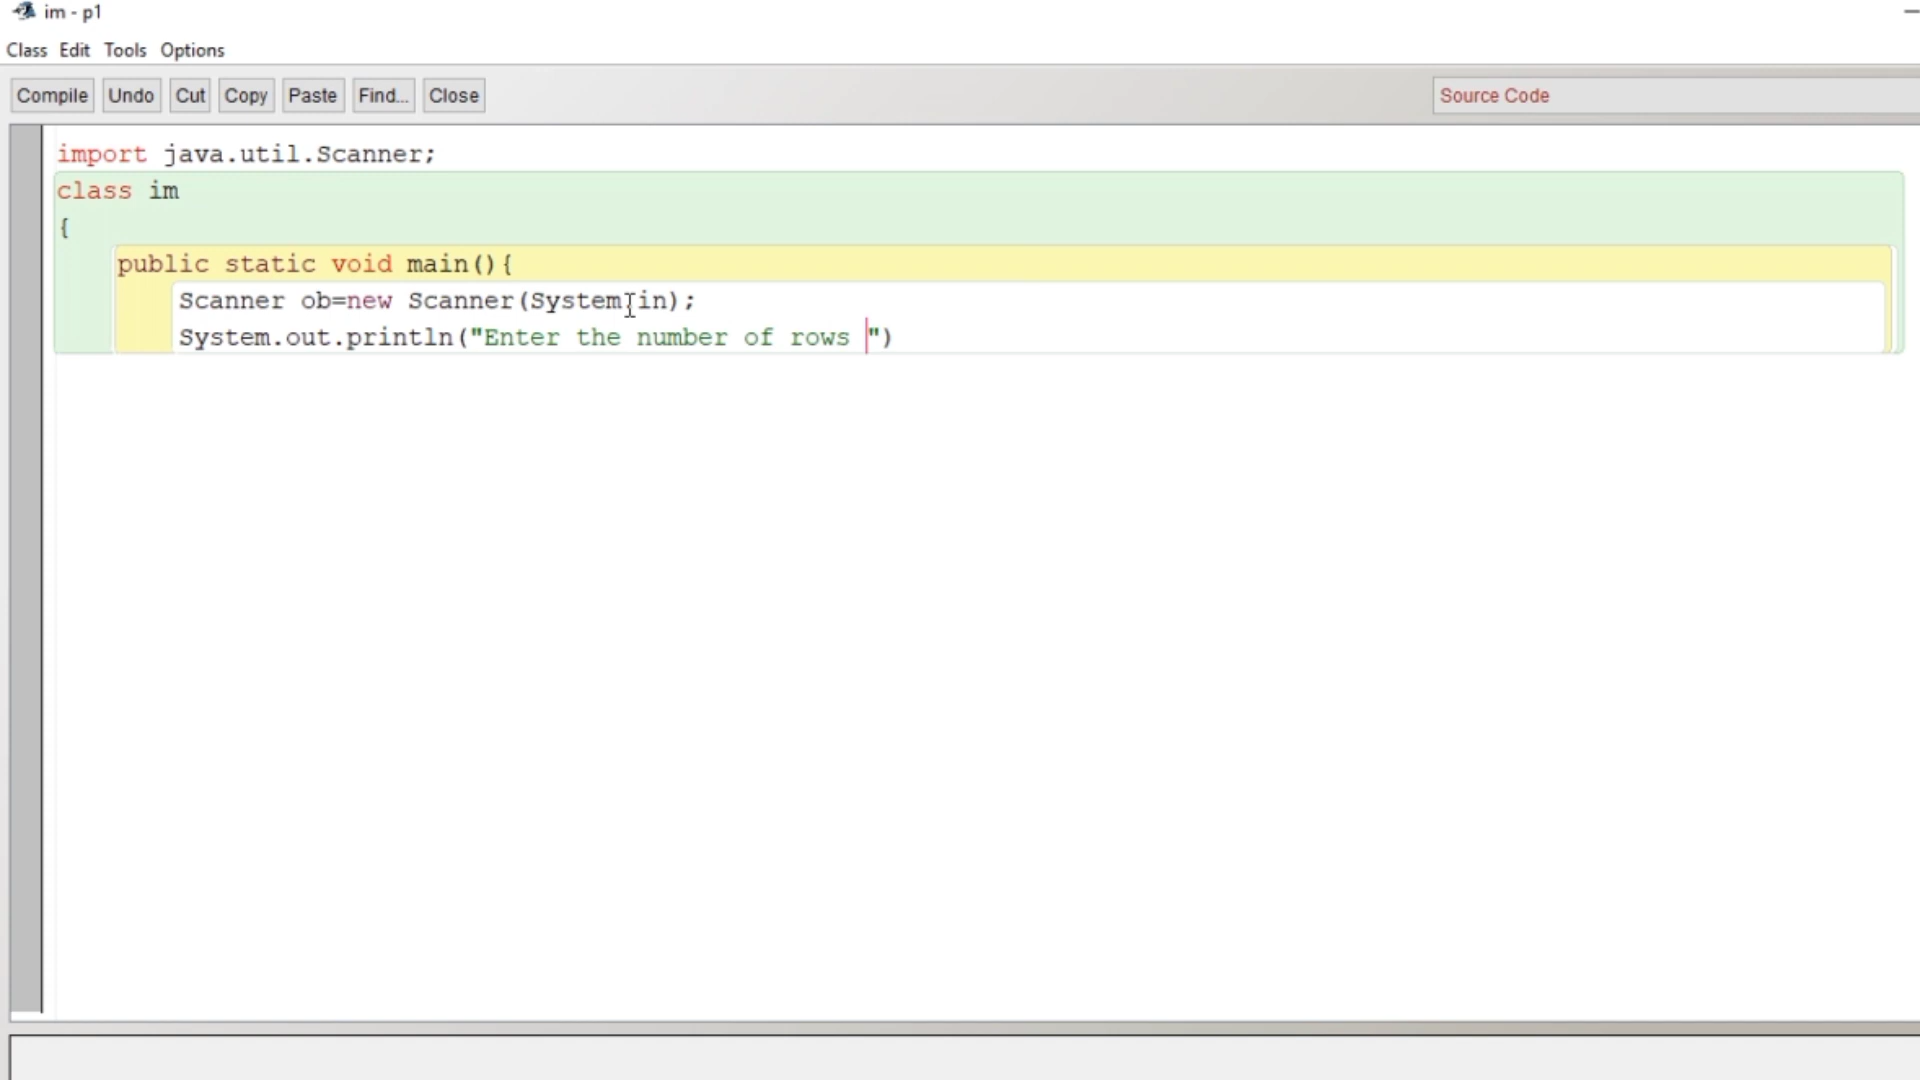 im - p1
Class Edit Tools Options
Compile Undo Cut Copy Paste Find... Close Source Code
import java.util.Scanner;
class im
{
public static void main(){
Scanner ob=new Scanner(System.in);
System.out.println("Enter the number of rows ")